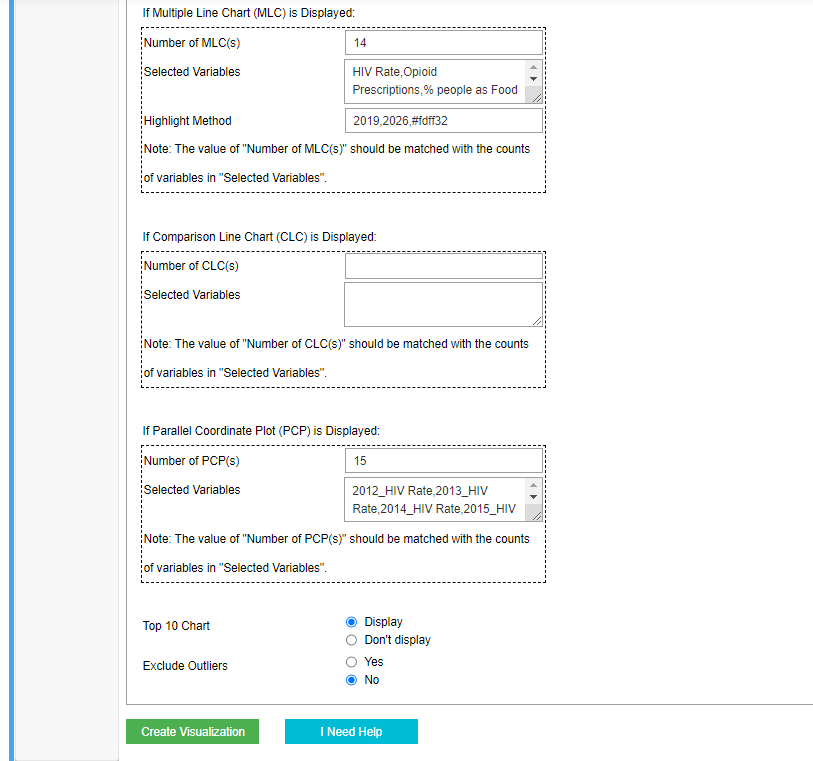 If Multiple Line Chart (MLC) is Displayed:
Number of MLC(s)
14
Selected Variables
HIV Rate,Opioid
Prescriptions,% people as Food
Highlight Method
2019,2026,#fdff32
Note: The value of "Number of MLC(s)" should be matched with the counts
of variables in "Selected Variables".
If Comparison Line Chart (CLC) is Displayed:
Number of CLC(s)
Selected Variables
Note: The value of "Number of CLC(s)" should be matched with the counts
of variables in "Selected Variables".
If Parallel Coordinate Plot (PCP) is Displayed:
Number of PCP(s)
15
Selected Variables
2012_HIV Rate,2013_HIV
Rate,2014_HIV Rate,2015_HIV
Note: The value of "Number of PCP(s)" should be matched with the counts
of variables in "Selected Variables".
Top 10 Chart
Display
Don't display
Exclude Outliers
Yes
No
Create Visualization
I Need Help